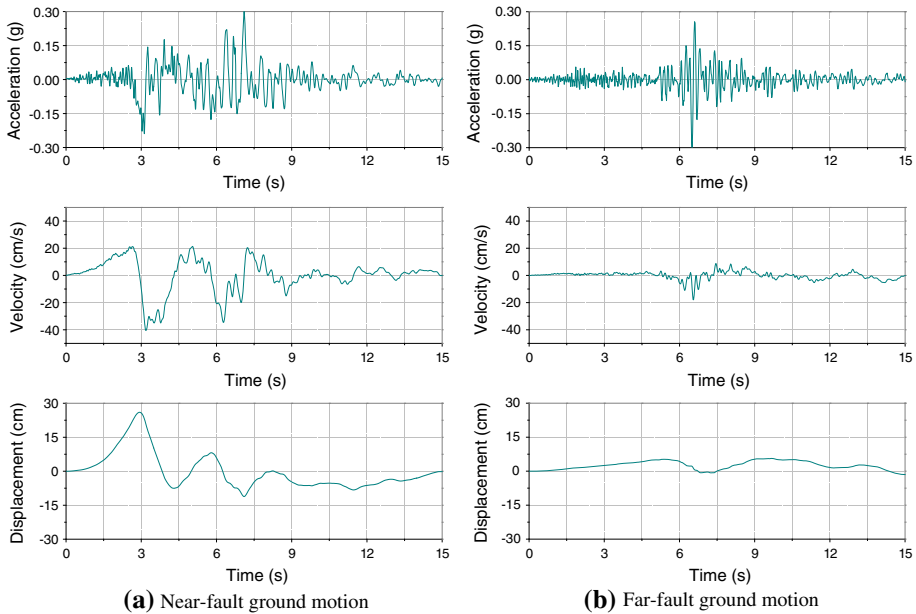 0.30
0.15
0.00
-0.15
-0.30
Acceleration (g)
0 3 6 9 12 15
Time (s)
40
20
0
-20
-40
Velocity (cm/s)
0 3 6 9 12 15
Time (s)
30
15
0
-15
-30
Displacement (cm)
0 3 6 9 12 15
Time (s)
(a) Near-fault ground motion
0.30
0.15
0.00
-0.15
-0.30
Acceleration (g)
0 3 6 9 12 15
Time (s)
40
20
0
-20
-40
Velocity (cm/s)
0 3 6 9 12 15
Time (s)
30
15
0
-15
-30
Displacement (cm)
0 3 6 9 12 15
Time (s)
(b) Far-fault ground motion